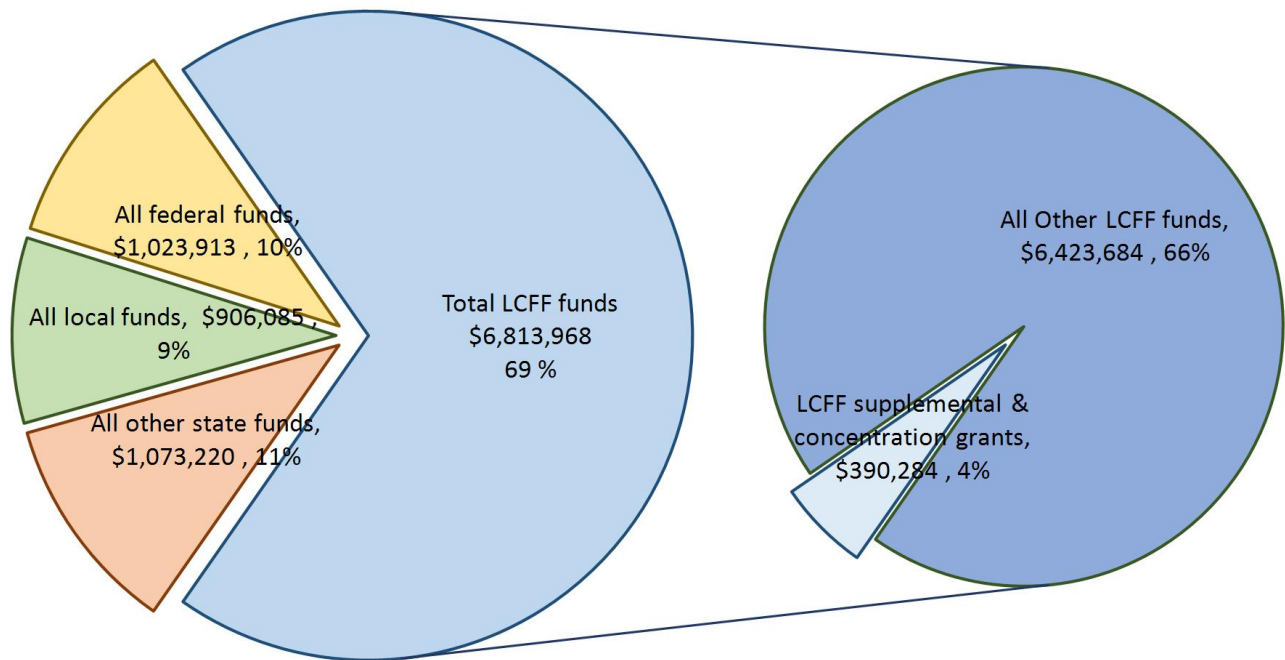 All federal funds,
$1,023,913 , 10%
All local funds,  $906,085 ,
9%
All other state funds,
$1,073,220 , 11%
Total LCFF funds
$6,813,968
69 %
All Other LCFF funds,
$6,423,684 , 66%
LCFF supplemental &
concentration grants,
$390,284 , 4%